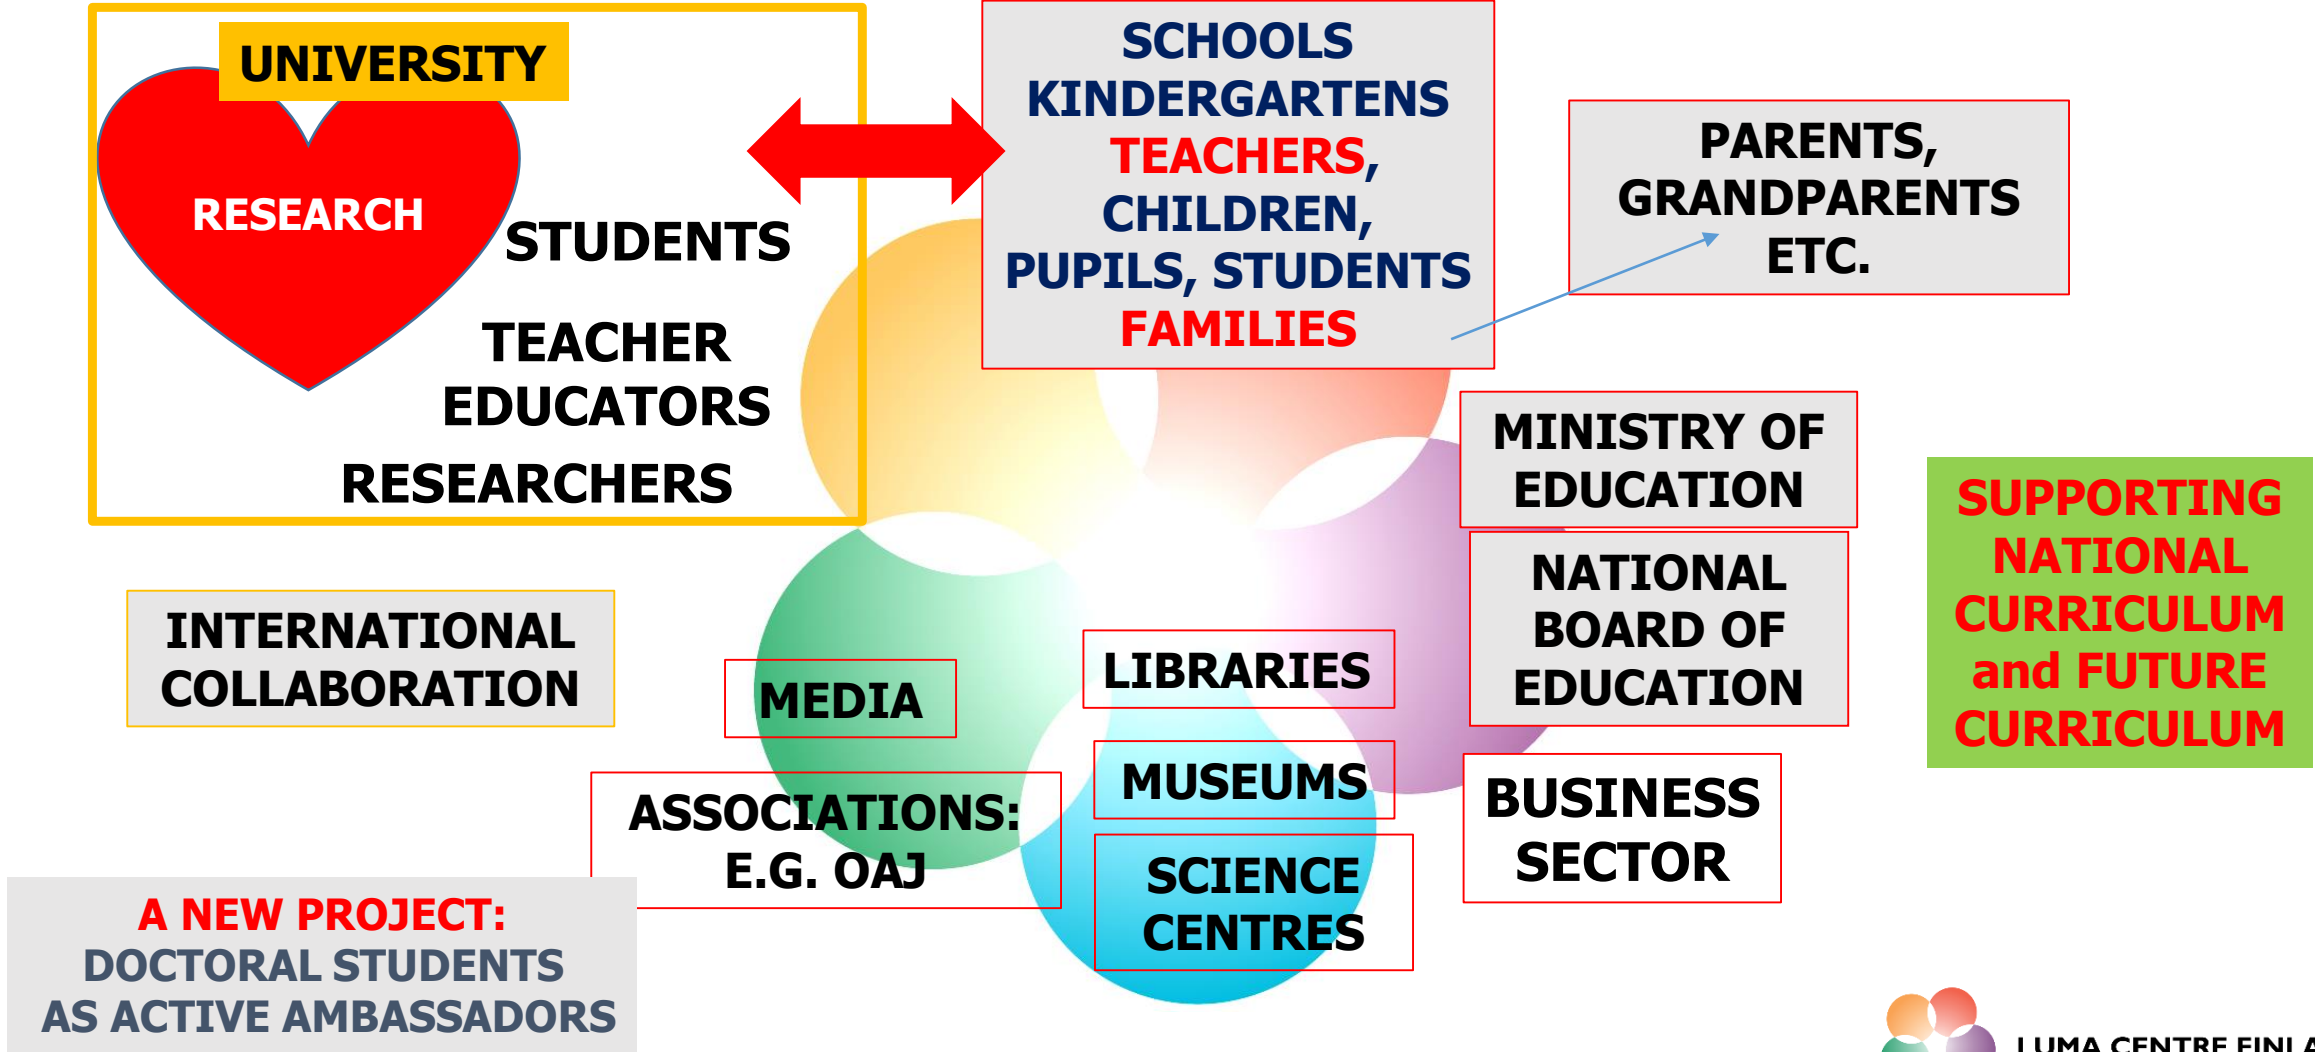 UNIVERSITY
RESEARCH
STUDENTS
TEACHER
EDUCATORS
RESEARCHERS
SCHOOLS
KINDERGARTENS
TEACHERS,
CHILDREN,
PUPILS, STUDENTS
FAMILIES
PARENTS,
GRANDPARENTS
ETC.
MINISTRY OF
EDUCATION
NATIONAL
BOARD OF
EDUCATION
SUPPORTING
NATIONAL
CURRICULUM
and FUTURE
CURRICULUM
INTERNATIONAL
COLLABORATION
MEDIA
LIBRARIES
MUSEUMS
SCIENCE
CENTRES
BUSINESS
SECTOR
ASSOCIATIONS:
E.G. OAJ
A NEW PROJECT:
DOCTORAL STUDENTS
AS ACTIVE AMBASSADORS
LUMA CENTRE